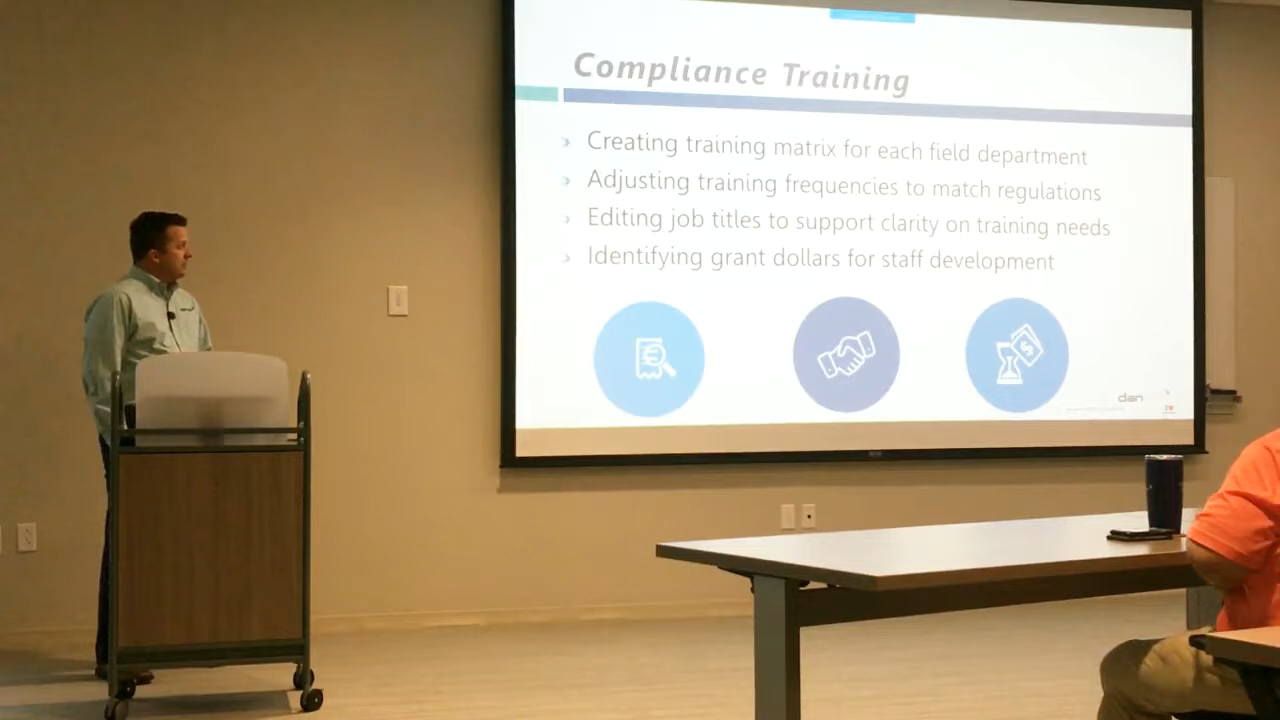 Compliance Training
Creating training matrix for each field department
Adjusting training frequencies to match regulations
Editing job titles to support clarity on training needs
Identifying grant dollars for staff development